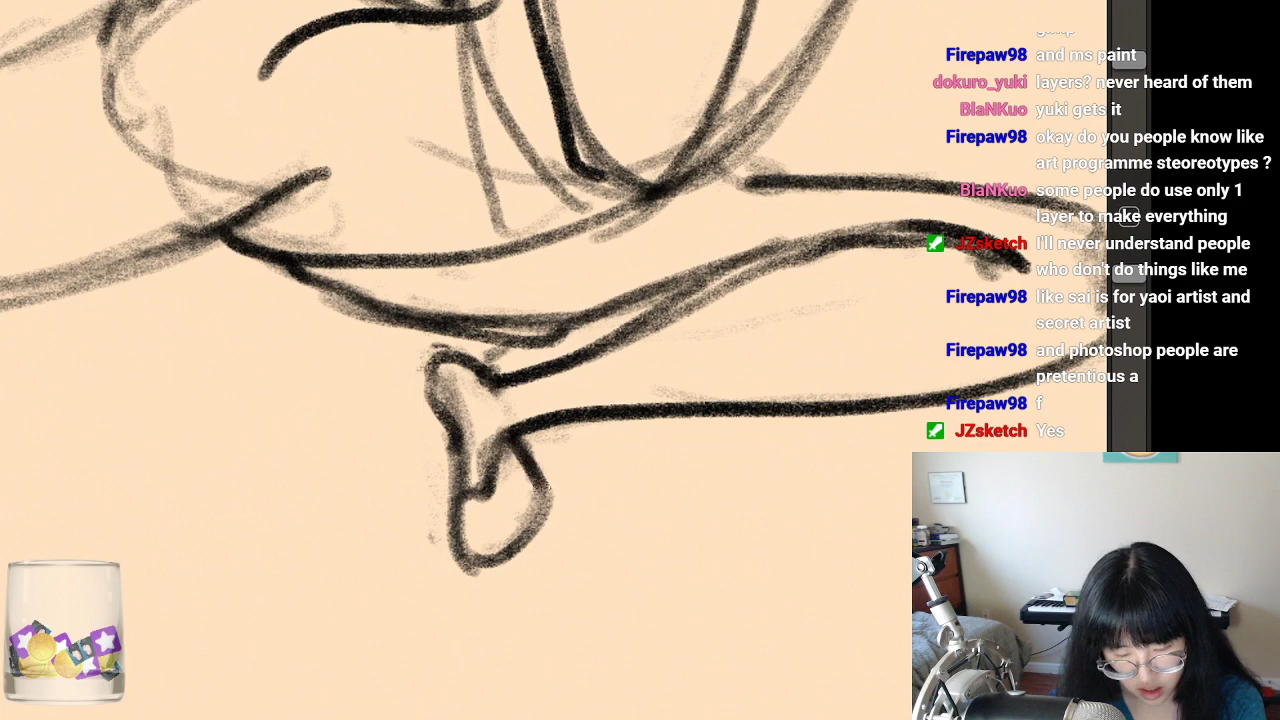 Firepaw98 and ms paint
dokuro_yuki layers? never heard of them
BlaNKuo yuki gets it
Firepaw98 okay do you people know like
art programme steoreotypes ?
BlaNKuo some people do use only 1
layer to make everything
JZsketch I'll never understand people
who don't do things like me
Firepaw98 like sai is for yaoi artist and
secret artist
Firepaw98 and photoshop people are
pretentious a
Firepaw98 f
JZsketch Yes